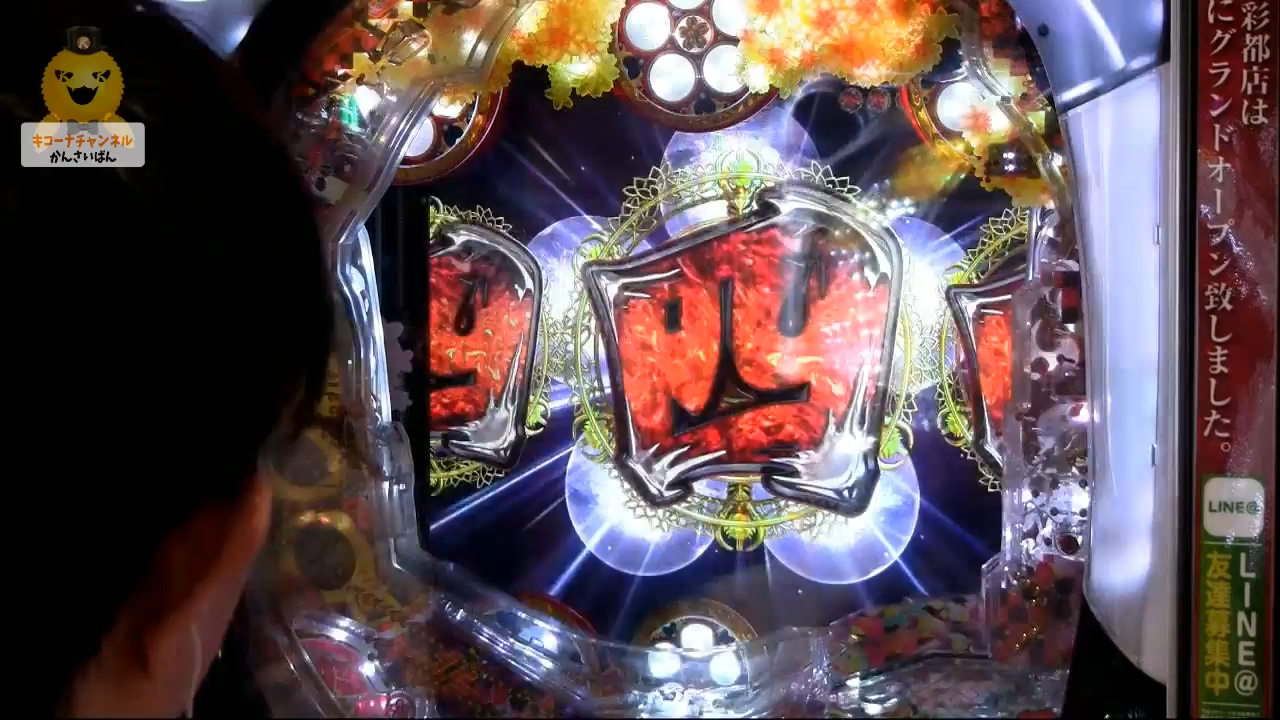 キコーナチャンネル
かんさいばん
彩都店は
にグランドオープン致しました。
LINE@
LINE@
友達募集中